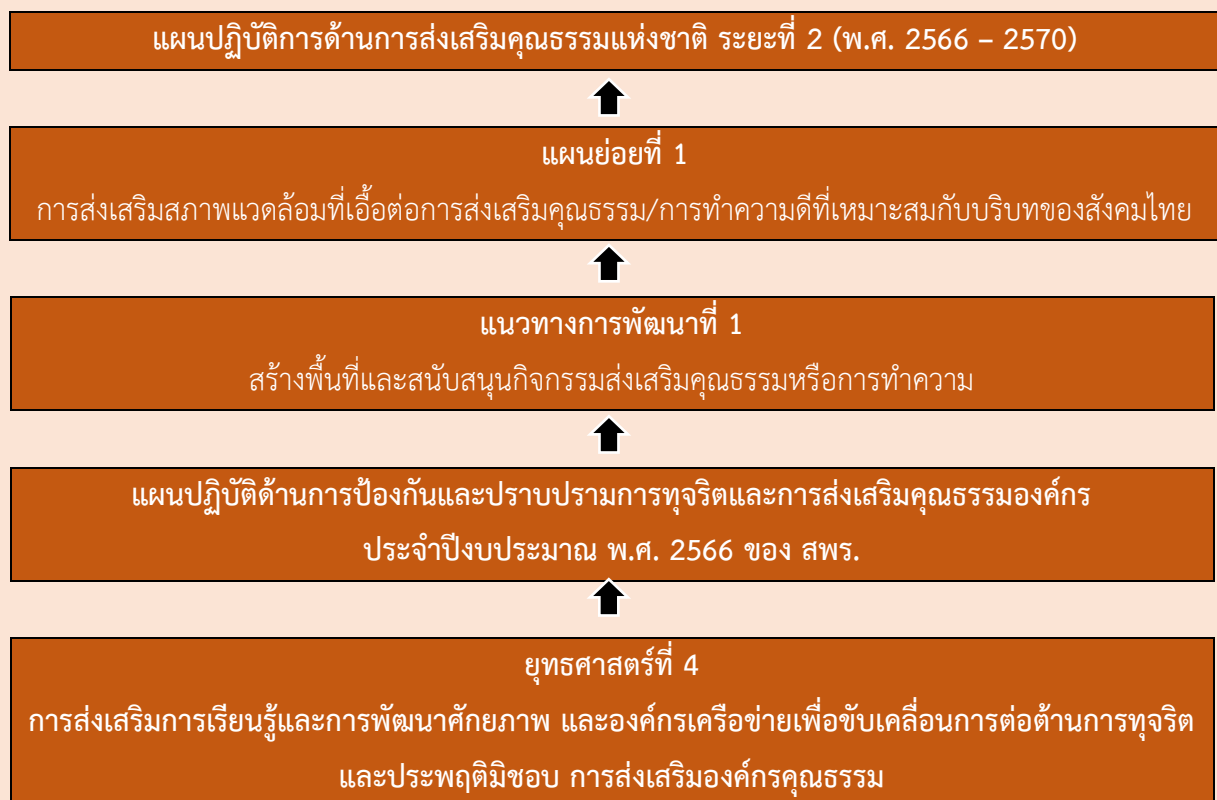 แผนปฏิบัติการด้านการส่งเสริมคุณธรรมแห่งชาติ ระยะที่ 2 (พ.ศ. 2566 – 2570)
แผนย่อยที่ 1
การส่งเสริมสภาพแวดล้อมที่เอื้อต่อการส่งเสริมคุณธรรม/การทำความดีที่เหมาะสมกับบริบทของสังคมไทย
แนวทางการพัฒนาที่ 1
สร้างพื้นที่และสนับสนุนกิจกรรมส่งเสริมคุณธรรมหรือการทำความ
แผนปฏิบัติด้านการป้องกันและปราบปรามการทุจริตและการส่งเสริมคุณธรรมองค์กร
ประจำปีงบประมาณ พ.ศ. 2566 ของ สพร.
ยุทธศาสตร์ที่ 4
การส่งเสริมการเรียนรู้และการพัฒนาศักยภาพ และองค์กรเครือข่ายเพื่อขับเคลื่อนการต่อต้านการทุจริต
และประพฤติมิชอบ การส่งเสริมองค์กรคุณธรรม